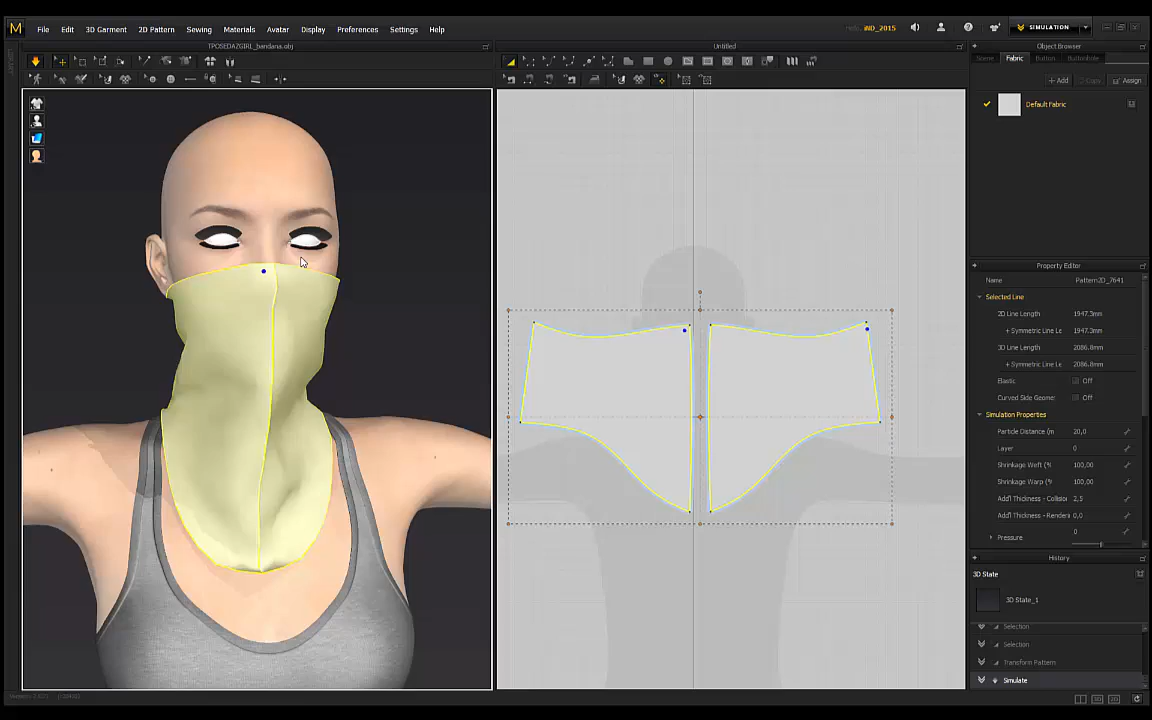 M File Edit 3D Garment 2D Pattern Sewing Materials Avatar Display Preferences Settings Help
iND_2015 SIMULATION
TPOSEDAZGIRL_bandana.obj Untitled Object Browser
Scene Fabric Button Buttonhole
Add Copy Assign
Default Fabric
Property Editor
Name Pattern2D_7641
Selected Line
2D Line Length 1947.3mm
+ Symmetric Line Le 1947.3mm
3D Line Length 2086.8mm
+ Symmetric Line Le 2086.8mm
Elastic Off
Curved Side Geome Off
Simulation Properties
Particle Distance (m 20,0
Layer 0
Shrinkage Weft (% 100,00
Shrinkage Warp (% 100,00
Add'l Thickness - Collisio 2,5
Add'l Thickness - Render 0,0
Pressure 0
History
3D State
3D State_1
Selection
Selection
Transform Pattern
Simulate